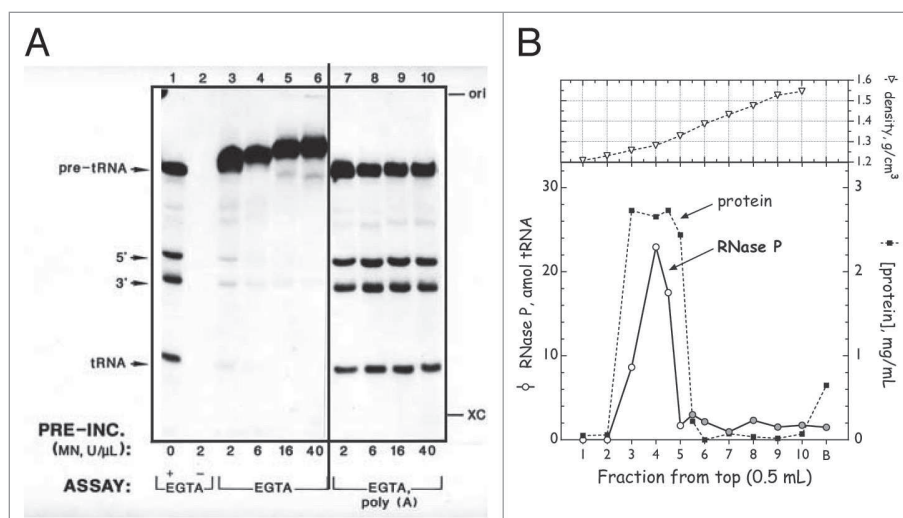 A
1 2 3 4 5 6 7 8 9 10
ori
pre-tRNA
5'
3'
tRNA
XC
PRE-INC.
(MN, U/μL): 0 2 2 6 16 40 2 6 16 40
+ −
ASSAY: EGTA EGTA EGTA,
poly (A)
B
1.6
1.5
1.4
1.3
1.2
density, g/cm³
30
20
10
0
RNase P, amol tRNA
protein
RNase P
3
2
1
0
[protein], mg/mL
1 2 3 4 5 6 7 8 9 10 B
Fraction from top (0.5 mL)